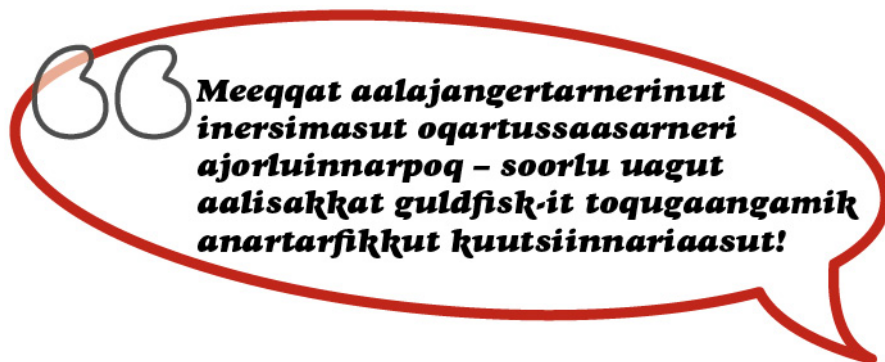 Meeqqat aalajangertarnerinut
inersimasut oqartussaasarneri
ajorluinnarpoq – soorlu uagut
aalisakkat guldfisk-it toqugaangamik
anartarfikkut kuutsiinnariaasut!